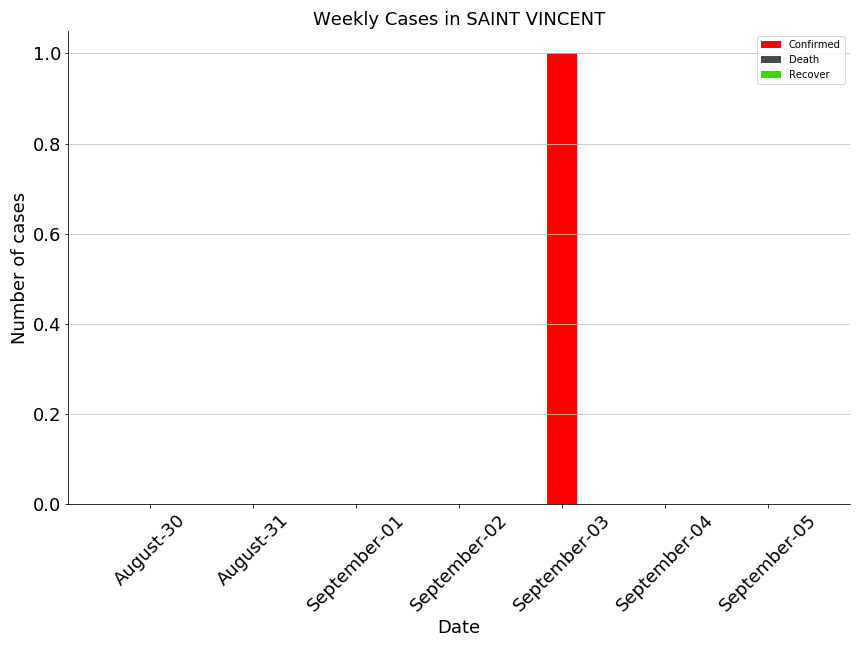 Weekly Cases in SAINT VINCENT
Confirmed
Death
Recover
Number of cases
1.0
0.8
0.6
0.4
0.2
0.0
August-30
August-31
September-01
September-02
September-03
September-04
September-05
Date